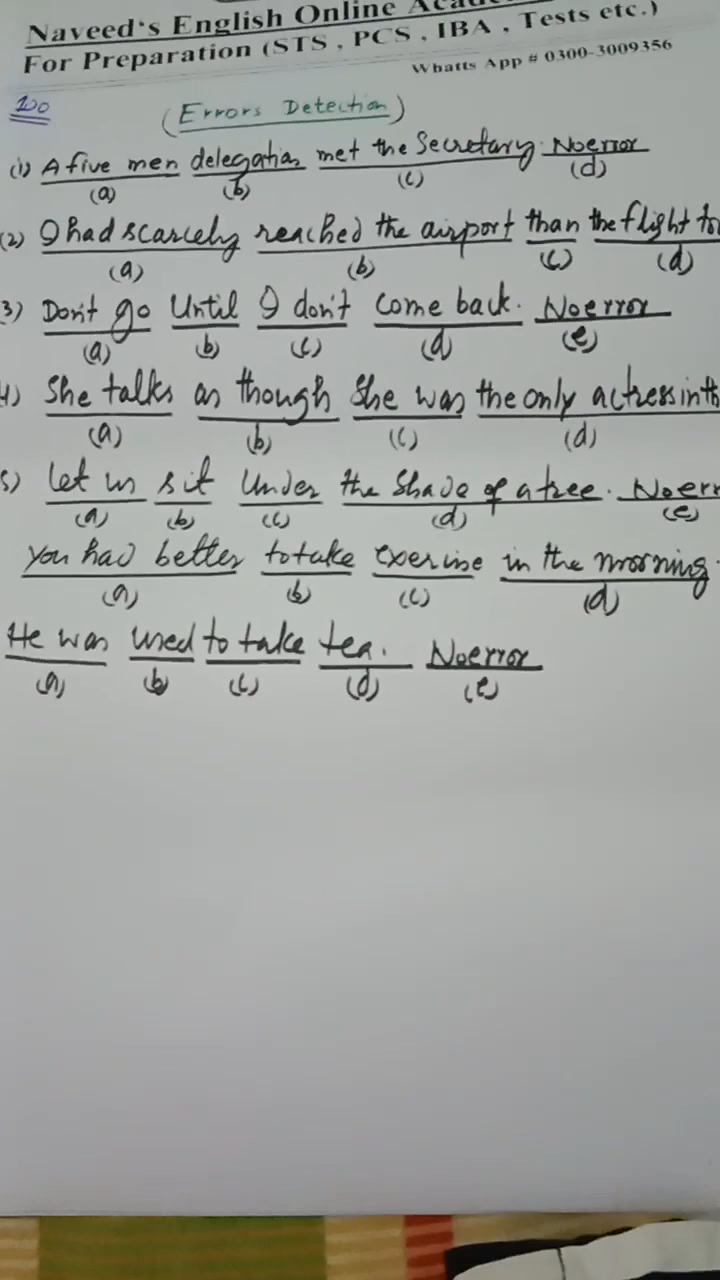 Naveed's English Online
For Preparation (STS , PCS , IBA , Tests etc.)
Whatts App # 0300-3009356
100
(Errors Detection)
(1) A five men delegation met the Secretary. No error
(a) (b) (c) (d)
(2) I had scarcely reached the airport than the flight
(a) (b) (c) (d)
3) Don't go until I don't come back. No error
(a) (b) (c) (d) (e)
4) She talks as though she was the only actress in
(a) (b) (c) (d)
5) Let us sit under the shade of a tree.
(a) (b) (c) (d) (e)
You had better to take exercise in the morning.
(a) (b) (c) (d)
He was used to take tea. No error
(a) (b) (c) (d) (e)